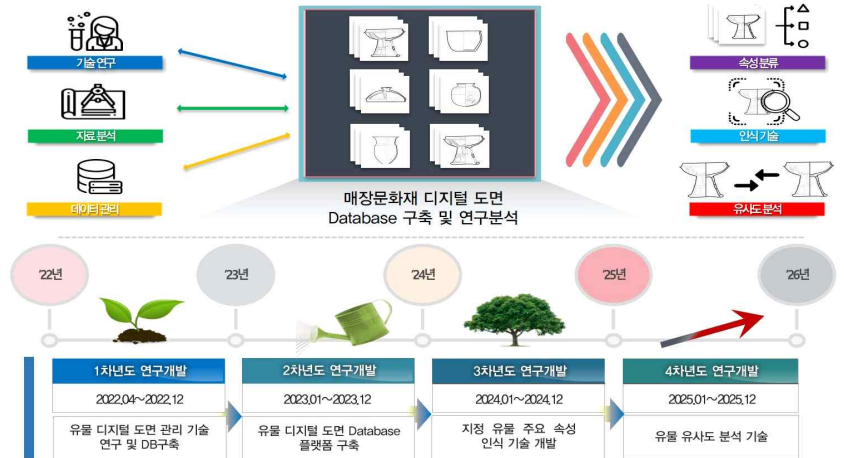 기술 연구
자료 분석
데이터 관리
매장문화재 디지털 도면
Database 구축 및 연구분석
속성 분류
인식 기술
유사도 분석
'22년
'23년
'24년
'25년
'26년
1차년도 연구개발
2022.04~2022.12
유물 디지털 도면 관리 기술
연구 및 DB구축
2차년도 연구개발
2023.01~2023.12
유물 디지털 도면 Database
플랫폼 구축
3차년도 연구개발
2024.01~2024.12
지정 유물 주요 속성
인식 기술 개발
4차년도 연구개발
2025.01~2025.12
유물 유사도 분석 기술